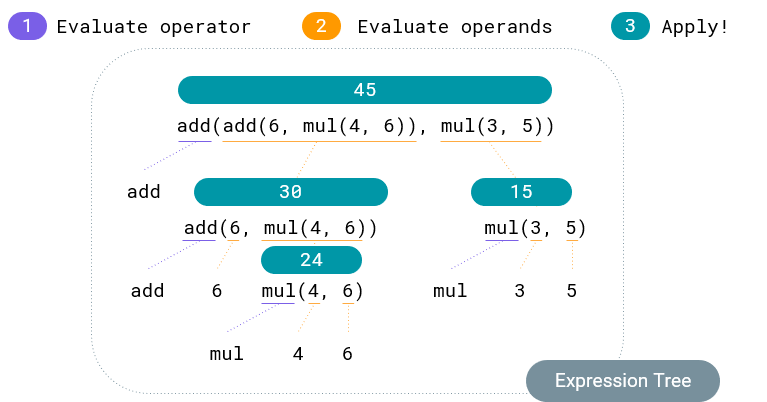 1 Evaluate operator 2 Evaluate operands 3 Apply!
45
add(add(6, mul(4, 6)), mul(3, 5))
add 30 15
add(6, mul(4, 6)) mul(3, 5)
24
add 6 mul(4, 6) mul 3 5
mul 4 6
Expression Tree